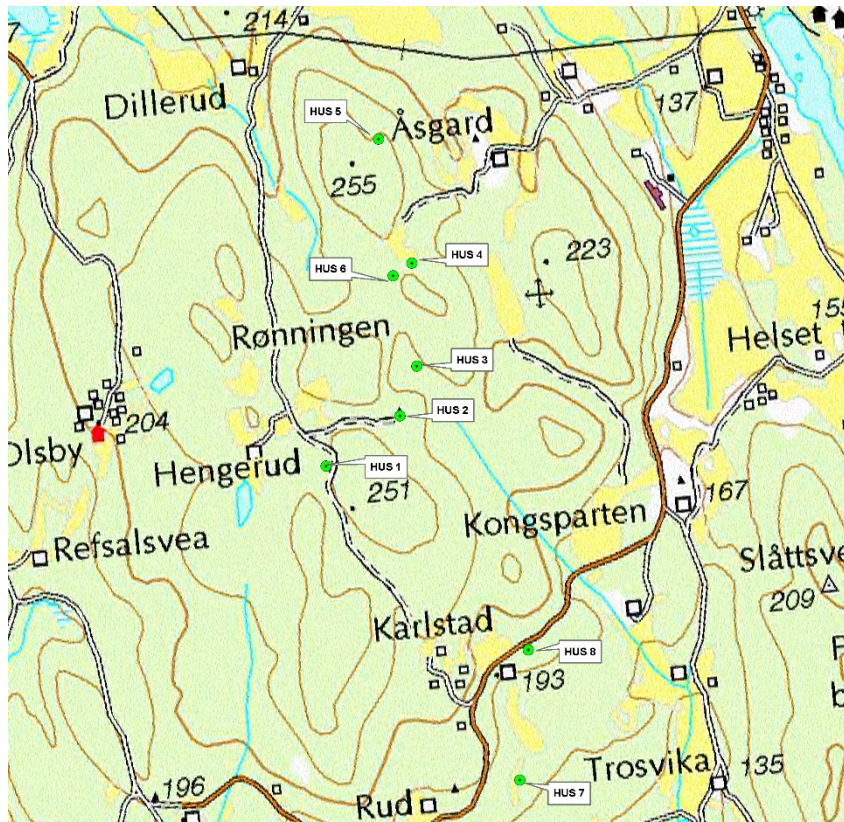 214
Dillerud
HUS 5
Åsgard
137
255
223
HUS 4
HUS 6
155
Rønningen
Helset
HUS 3
HUS 2
204
Olsby
HUS 1
Hengerud
251
167
Kongsparten
Refsalsvea
209
Karlstad
HUS 8
193
Trosvika
135
196
HUS 7
Rud